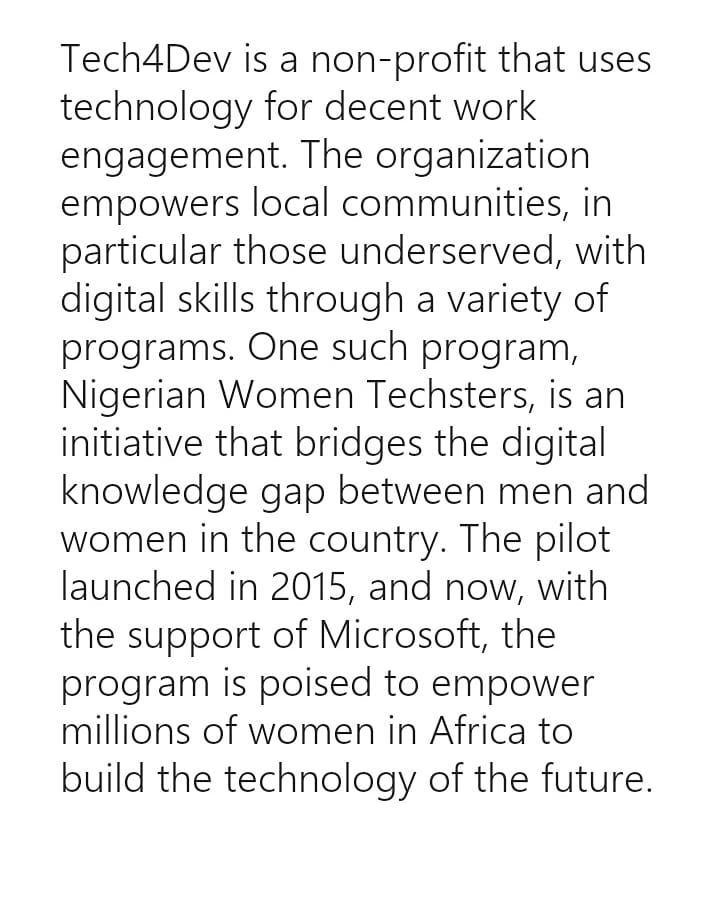 Tech4Dev is a non-profit that uses
technology for decent work
engagement. The organization
empowers local communities, in
particular those underserved, with
digital skills through a variety of
programs. One such program,
Nigerian Women Techsters, is an
initiative that bridges the digital
knowledge gap between men and
women in the country. The pilot
launched in 2015, and now, with
the support of Microsoft, the
program is poised to empower
millions of women in Africa to
build the technology of the future.